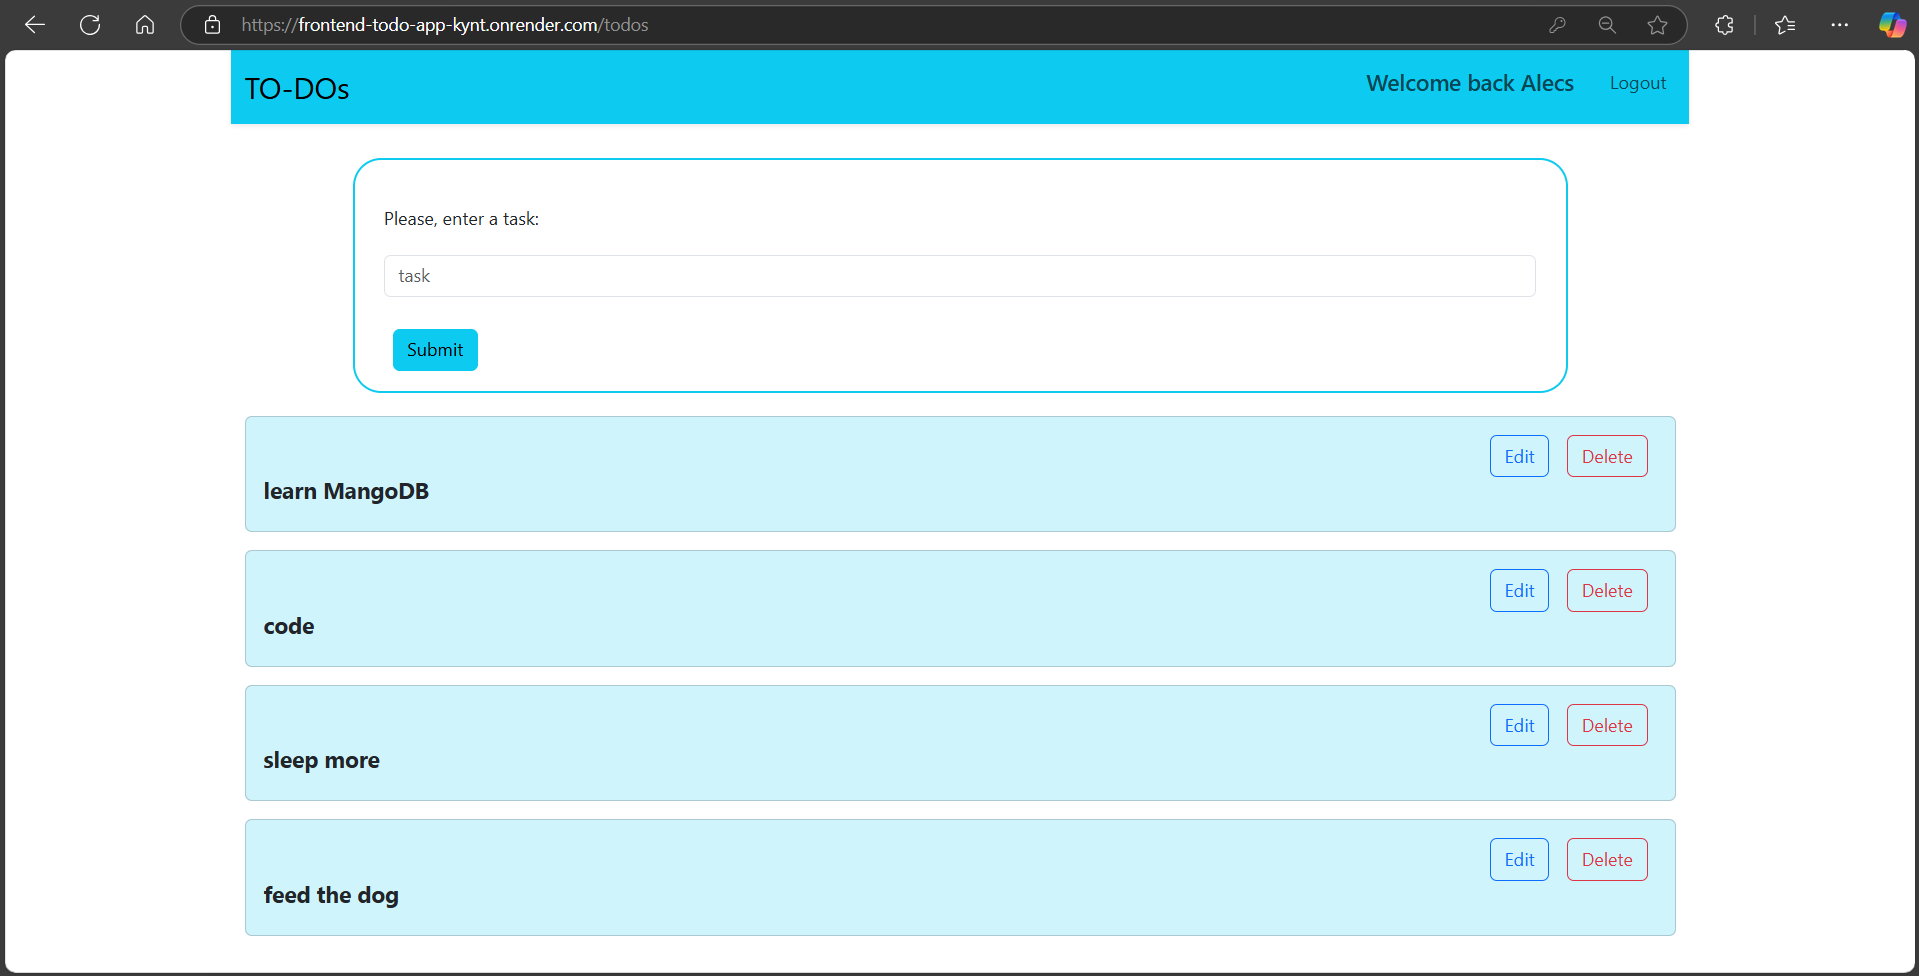 https://frontend-todo-app-kynt.onrender.com/todos
TO-DOs
Welcome back Alecs
Logout
Please, enter a task:
task
Submit
Edit
Delete
learn MangoDB
Edit
Delete
code
Edit
Delete
sleep more
Edit
Delete
feed the dog